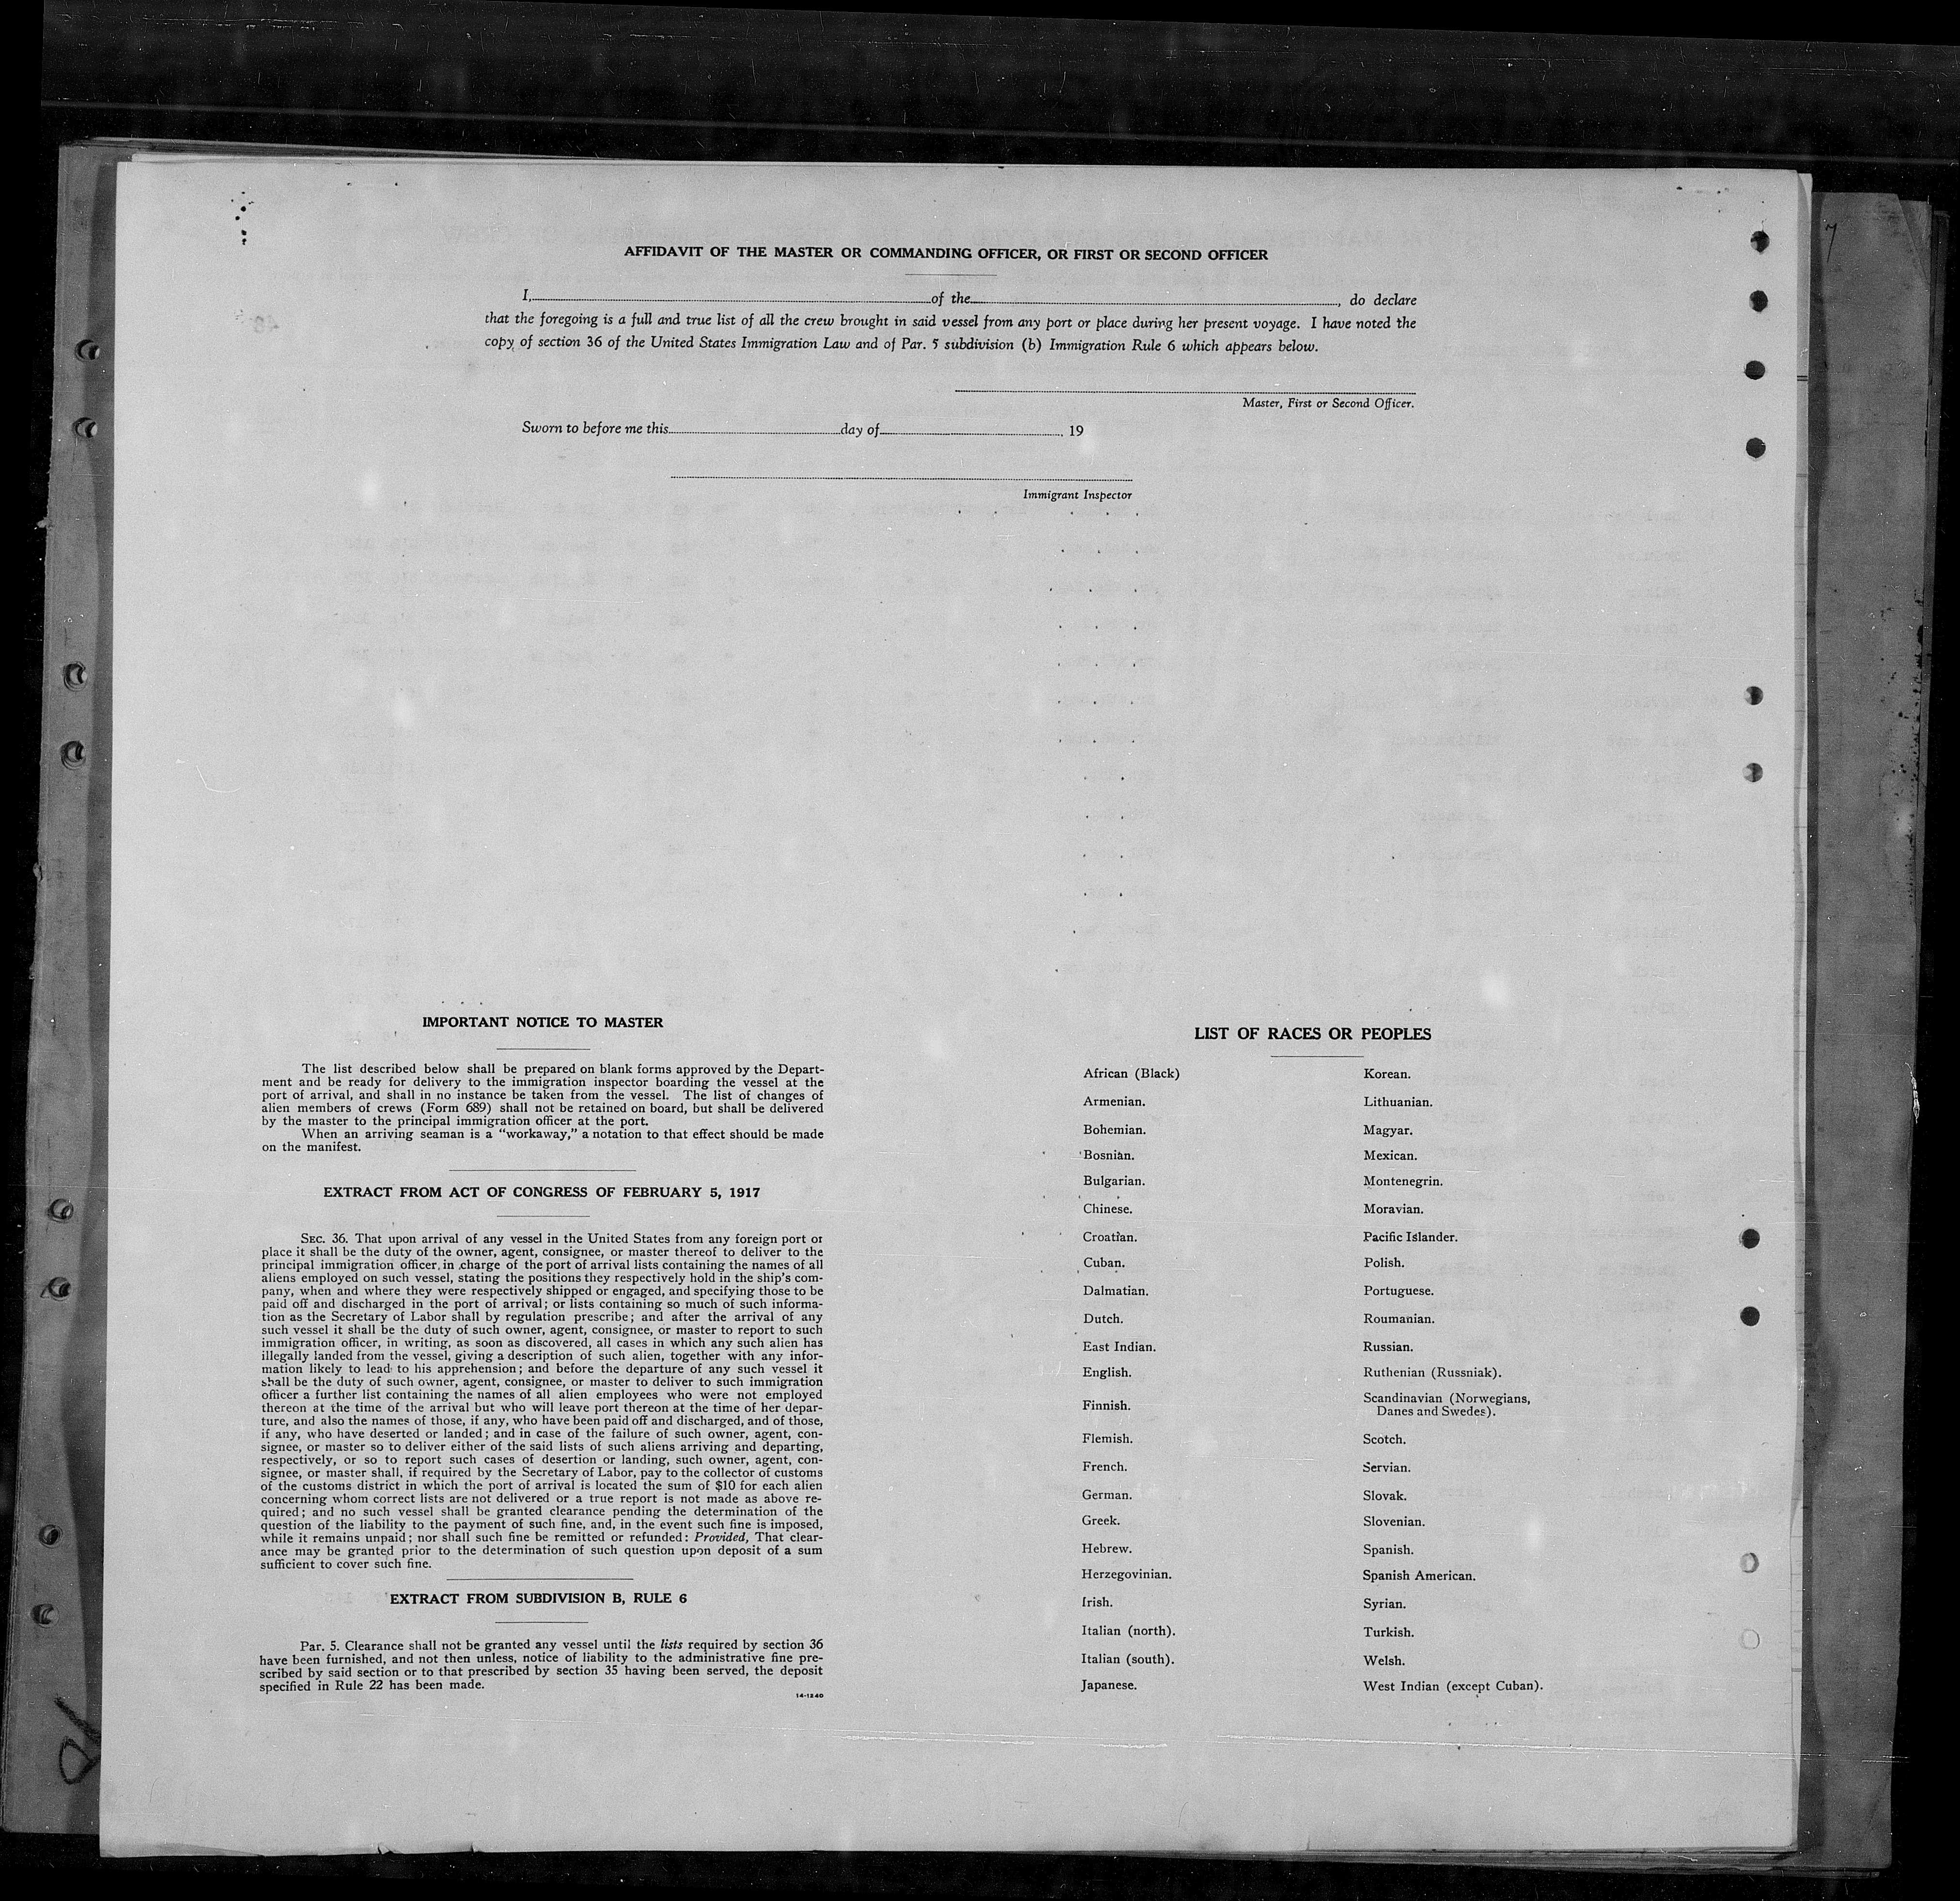 AFFIDAVIT OF THE MASTER OR COMMANDING OFFICER, OR FIRST OR SECOND OFFICER
I, of the , do declare
that the foregoing is a full and true list of all the crew brought in said vessel from any port or place during her present voyage. I have noted the
copy of section 36 of the United States Immigration Law and of Par. 5 subdivision (b) Immigration Rule 6 which appears below.
Master, First or Second Officer.
Sworn to before me this day of , 19
Immigrant Inspector
IMPORTANT NOTICE TO MASTER
The list described below shall be prepared on blank forms approved by the Depart-
ment and be ready for delivery to the immigration inspector boarding the vessel at the
port of arrival, and shall in no instance be taken from the vessel. The list of changes of
alien members of crews (Form 689) shall not be retained on board, but shall be delivered
by the master to the principal immigration officer at the port.
When an arriving seaman is a "workaway," a notation to that effect should be made
on the manifest.
EXTRACT FROM ACT OF CONGRESS OF FEBRUARY 5, 1917
SEC. 36. That upon arrival of any vessel in the United States from any foreign port or
place it shall be the duty of the owner, agent, consignee, or master thereof to deliver to the
principal immigration officer in charge of the port of arrival lists containing the names of all
aliens employed on such vessel, stating the positions they respectively hold in the ship's com-
pany, when and where they were respectively shipped or engaged, and specifying those to be
paid off and discharged in the port of arrival; or lists containing so much of such informa-
tion as the Secretary of Labor shall by regulation prescribe; and after the arrival of any
such vessel it shall be the duty of such owner, agent, consignee, or master to report to such
immigration officer, in writing, as soon as discovered, all cases in which any such alien has
illegally landed from the vessel, giving a description of such alien, together with any infor-
mation likely to lead to his apprehension; and before the departure of any such vessel it
shall be the duty of such owner, agent, consignee, or master to deliver to such immigration
officer a further list containing the names of all alien employees who were not employed
thereon at the time of the arrival but who will leave port thereon at the time of her depar-
ture, and also the names of those, if any, who have been paid off and discharged, and of those,
if any, who have deserted or landed; and in case of the failure of such owner, agent, con-
signee, or master so to deliver either of the said lists of such aliens arriving and departing,
respectively, or so to report such cases of desertion or landing, such owner, agent, con-
signee, or master shall, if required by the Secretary of Labor, pay to the collector of customs
of the customs district in which the port of arrival is located the sum of $10 for each alien
concerning whom correct lists are not delivered or a true report is not made as above re-
quired; and no such vessel shall be granted clearance pending the determination of the
question of the liability to the payment of such fine, and, in the event such fine is imposed,
while it remains unpaid; nor shall such fine be remitted or refunded: Provided, That clear-
ance may be granted prior to the determination of such question upon deposit of a sum
sufficient to cover such fine.
EXTRACT FROM SUBDIVISION B, RULE 6
Par. 5. Clearance shall not be granted any vessel until the lists required by section 36
have been furnished, and not then unless, notice of liability to the administrative fine pre-
scribed by said section or to that prescribed by section 35 having been served, the deposit
specified in Rule 22 has been made.
14-1240
LIST OF RACES OR PEOPLES
African (Black)
Armenian.
Bohemian.
Bosnian.
Bulgarian.
Chinese.
Croatian.
Cuban.
Dalmatian.
Dutch.
East Indian.
English.
Finnish.
Flemish.
French.
German.
Greek.
Hebrew.
Herzegovinian.
Irish.
Italian (north).
Italian (south).
Japanese.
Korean.
Lithuanian.
Magyar.
Mexican.
Montenegrin.
Moravian.
Pacific Islander.
Polish.
Portuguese.
Roumanian.
Russian.
Ruthenian (Russniak).
Scandinavian (Norwegians,
Danes and Swedes).
Scotch.
Servian.
Slovak.
Slovenian.
Spanish.
Spanish American.
Syrian.
Turkish.
Welsh.
West Indian (except Cuban).